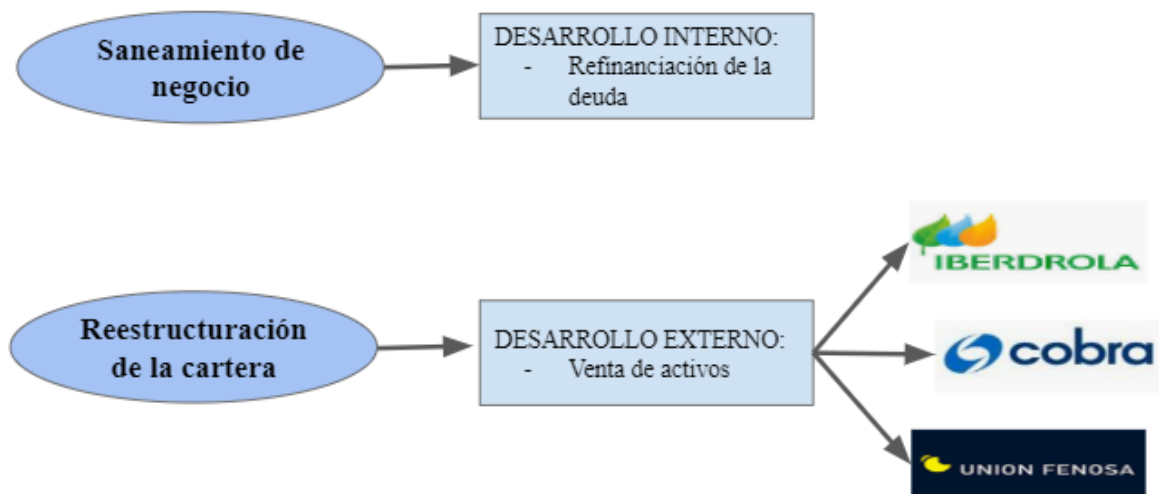 Saneamiento de
negocio
DESARROLLO INTERNO:
- Refinanciación de la
deuda
IBERDROLA
Reestructuración
de la cartera
DESARROLLO EXTERNO:
- Venta de activos
cobra
UNION FENOSA